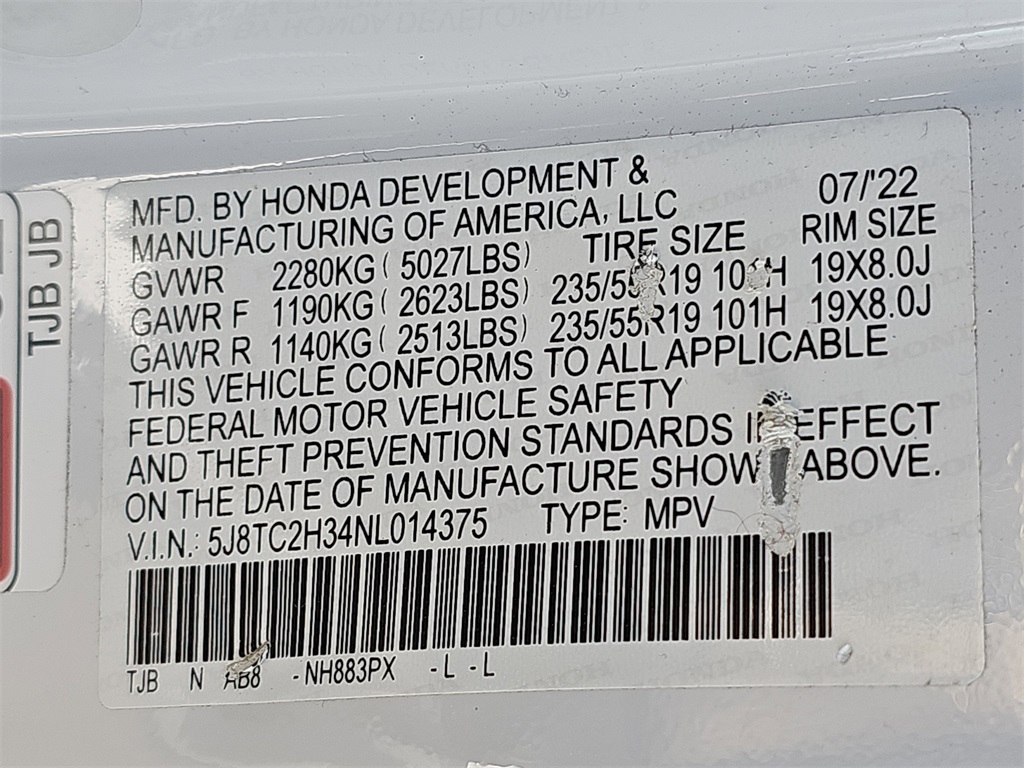 TJB JB
MFD. BY HONDA DEVELOPMENT & 07/'22
MANUFACTURING OF AMERICA, LLC
TIRE SIZE RIM SIZE
GVWR 2280KG ( 5027LBS)
GAWR F 1190KG ( 2623LBS) 235/55R19 101H 19X8.0J
GAWR R 1140KG ( 2513LBS) 235/55R19 101H 19X8.0J
THIS VEHICLE CONFORMS TO ALL APPLICABLE
FEDERAL MOTOR VEHICLE SAFETY
AND THEFT PREVENTION STANDARDS IN EFFECT
ON THE DATE OF MANUFACTURE SHOWN ABOVE.
V.I.N.: 5J8TC2H34NL014375 TYPE: MPV
TJB N AB8 -NH883PX -L -L